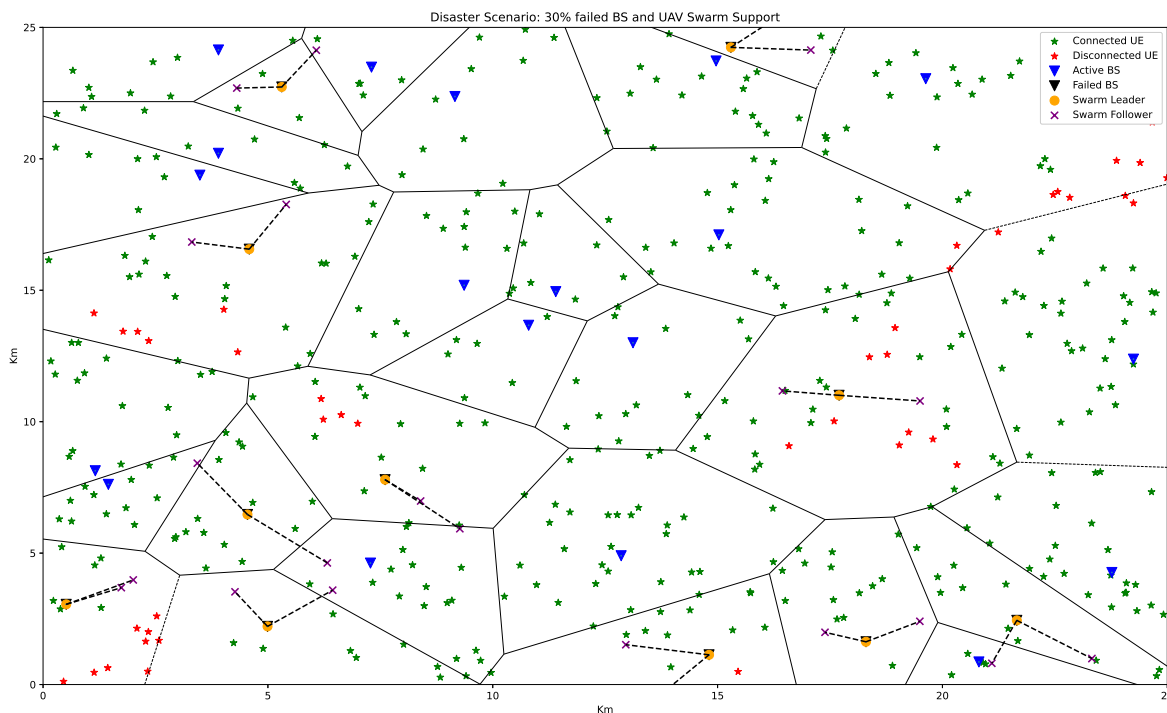 Disaster Scenario: 30% failed BS and UAV Swarm Support
25
20
15
10
5
0
Km
Connected UE
Disconnected UE
Active BS
Failed BS
Swarm Leader
Swarm Follower
0 5 10 15 20
Km